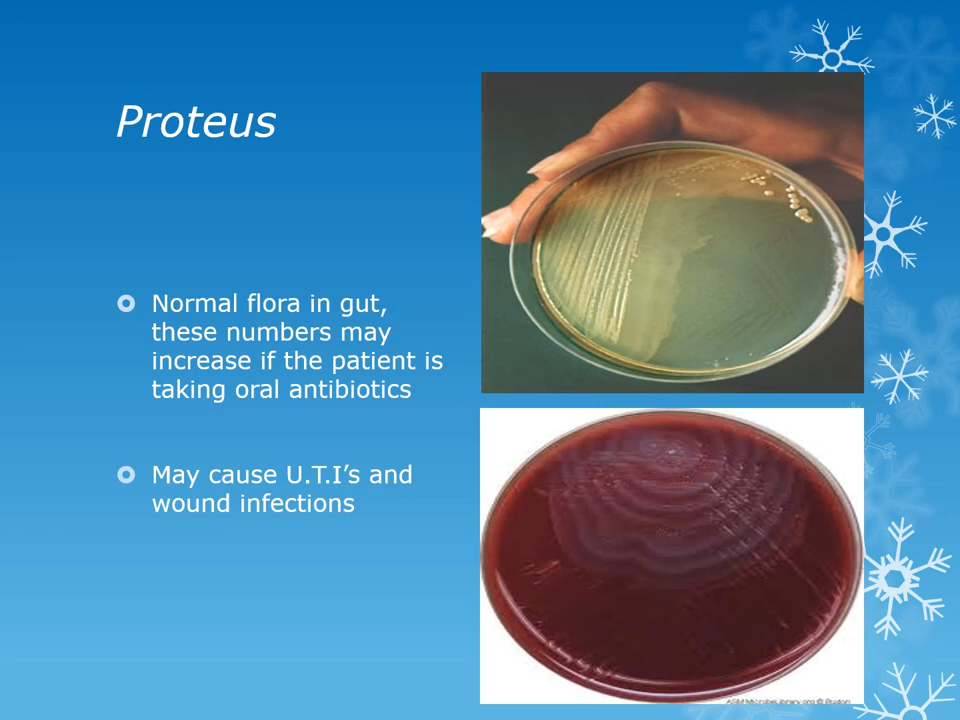 Proteus
Normal flora in gut,
these numbers may
increase if the patient is
taking oral antibiotics
May cause U.T.I’s and
wound infections